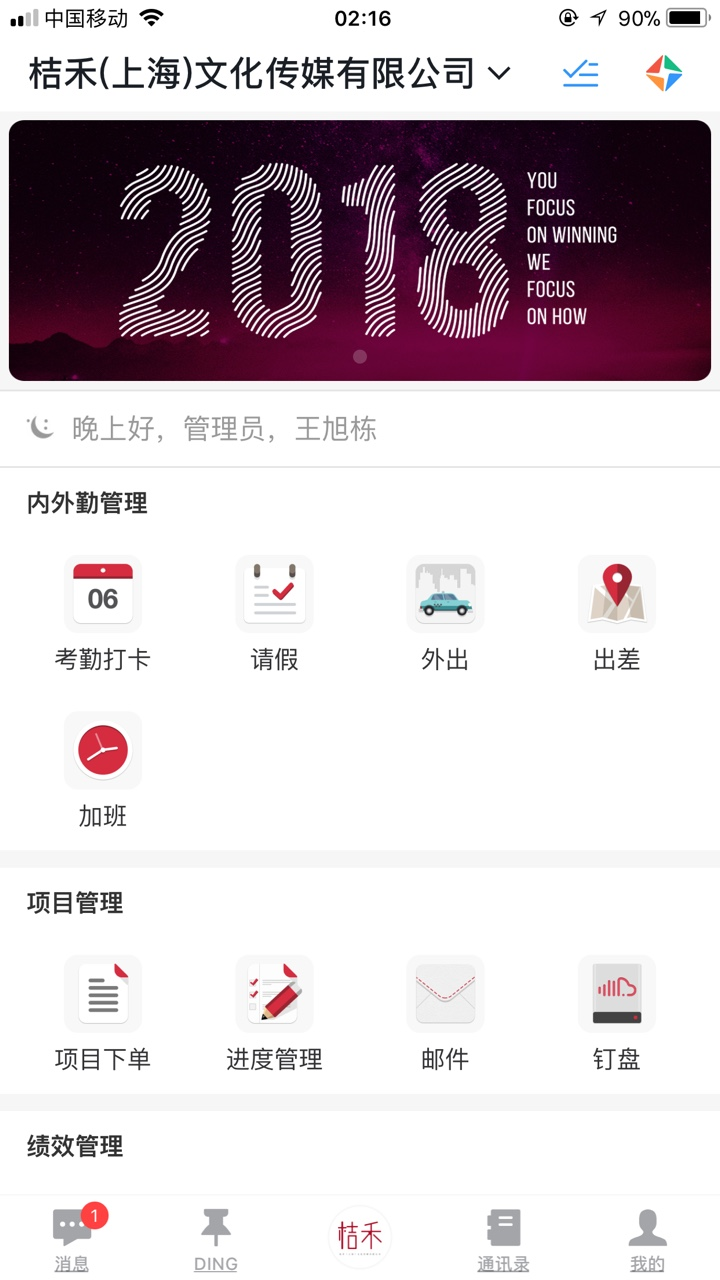 中国移动 02:16 90%
桔禾(上海)文化传媒有限公司
2018
YOU
FOCUS
ON WINNING
WE
FOCUS
ON HOW
晚上好，管理员，王旭栋
内外勤管理
06
考勤打卡 请假 外出 出差
加班
项目管理
项目下单 进度管理 邮件 钉盘
绩效管理
1
桔禾
消息 DING 通讯录 我的